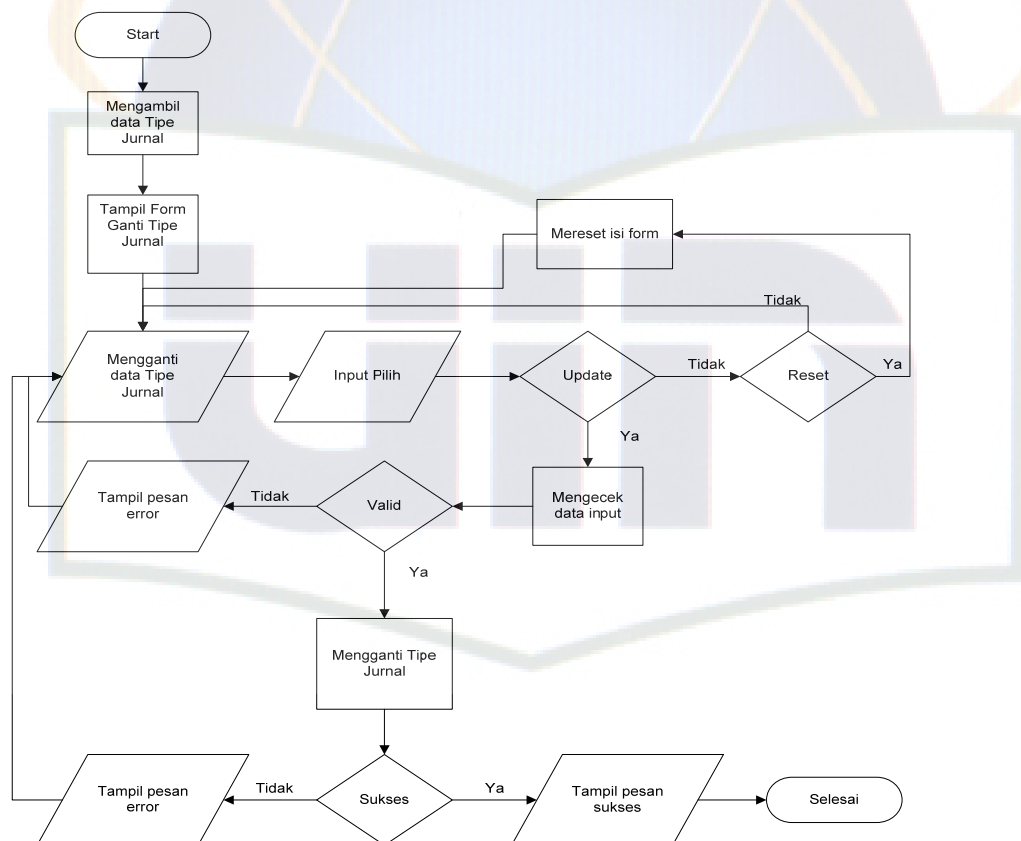 Start
Mengambil
data Tipe
Jurnal
Tampil Form
Ganti Tipe
Jurnal
Mereset isi form
Tidak
Mengganti
data Tipe
Jurnal
Input Pilih
Update
Tidak
Reset
Ya
Ya
Tampil pesan
error
Tidak
Valid
Mengecek
data input
Ya
Mengganti Tipe
Jurnal
Tampil pesan
error
Tidak
Sukses
Ya
Tampil pesan
sukses
Selesai
uin